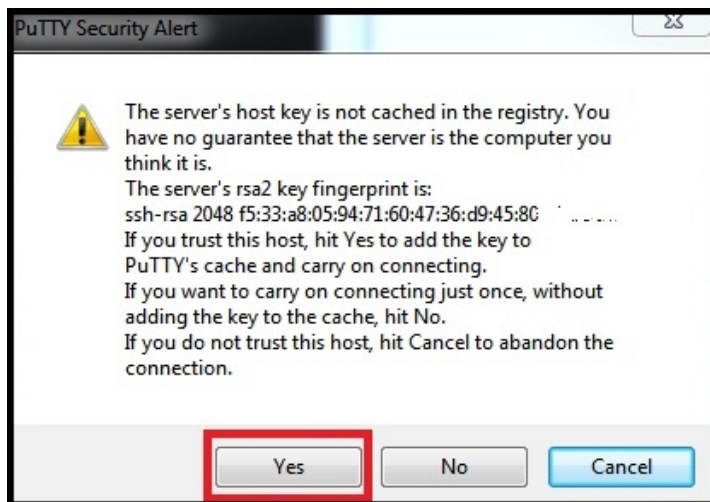 PuTTY Security Alert
The server's host key is not cached in the registry. You
have no guarantee that the server is the computer you
think it is.
The server's rsa2 key fingerprint is:
ssh-rsa 2048 f5:33:a8:05:94:71:60:47:36:d9:45:80
If you trust this host, hit Yes to add the key to
PuTTY's cache and carry on connecting.
If you want to carry on connecting just once, without
adding the key to the cache, hit No.
If you do not trust this host, hit Cancel to abandon the
connection.
Yes No Cancel